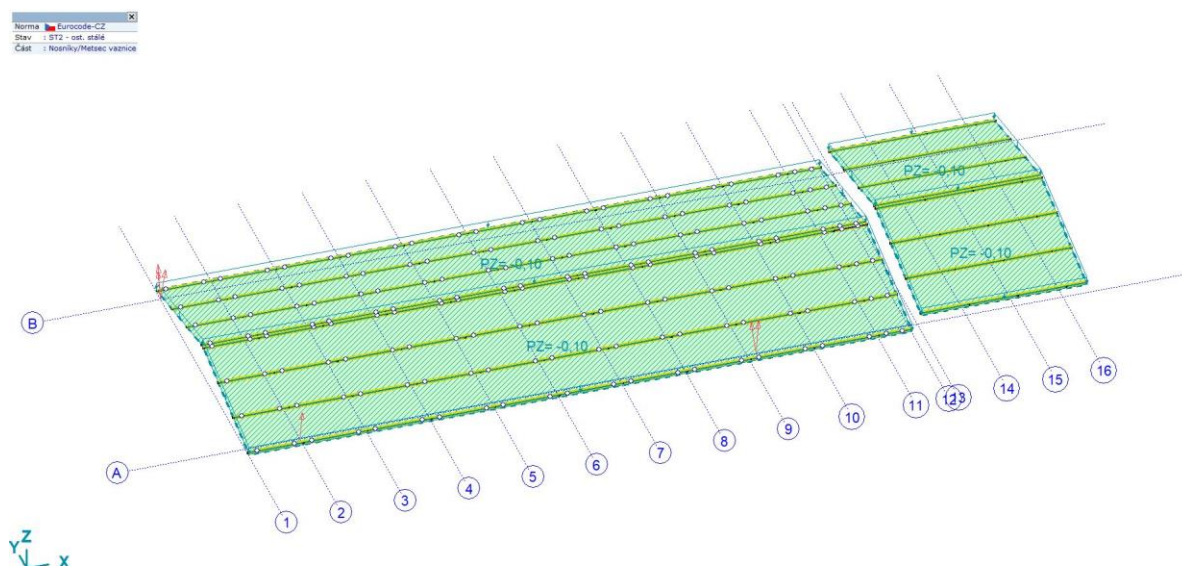 Norma Eurocode-CZ
Stav : ST2 - ost. stálé
Část : Nosníky/Metsec vaznice
PZ= -0,10
PZ= -0,10
PZ= -0,10
PZ= -0,10
B
A
1
2
3
4
5
6
7
8
9
10
11
12
13
14
15
16
Z
Y
X